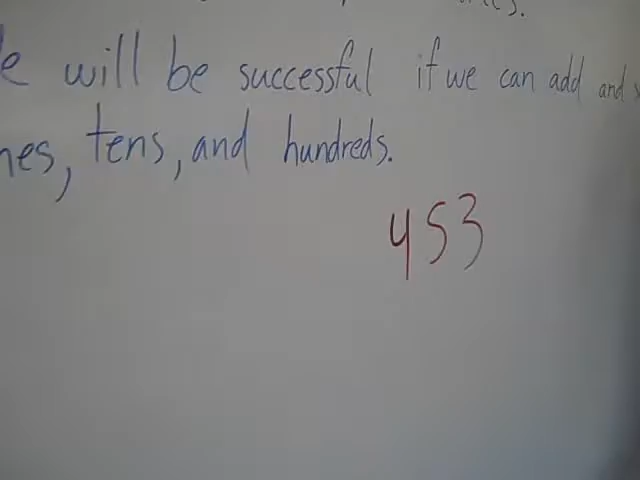 will be successful if we can add and
tens, and hundreds.
453